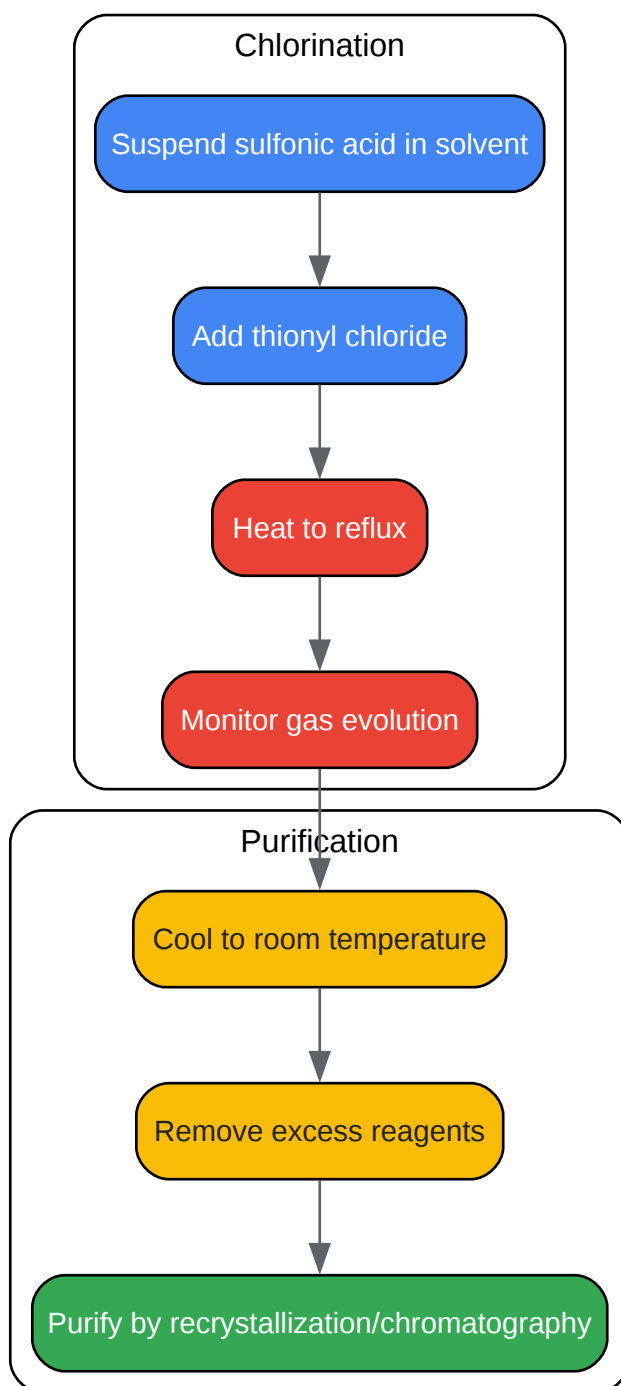 Chlorination
Suspend sulfonic acid in solvent
Add thionyl chloride
Heat to reflux
Monitor gas evolution
Purification
Cool to room temperature
Remove excess reagents
Purify by recrystallization/chromatography